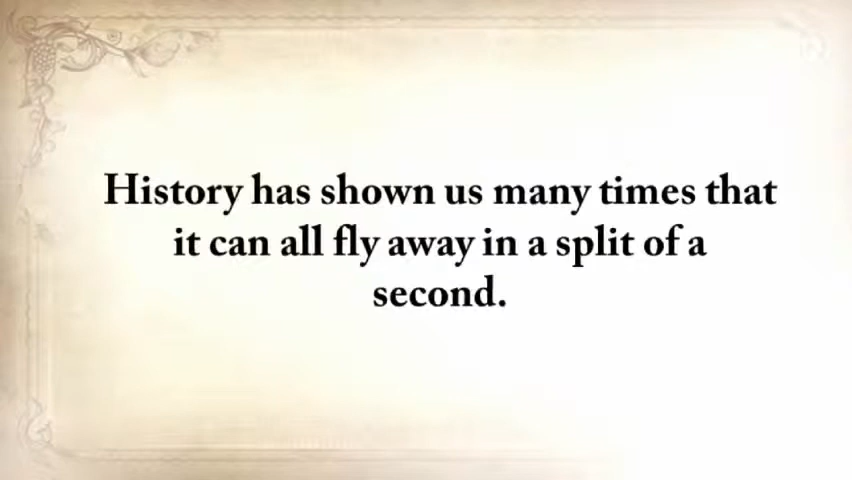 History has shown us many times that
it can all fly away in a split of a
second.